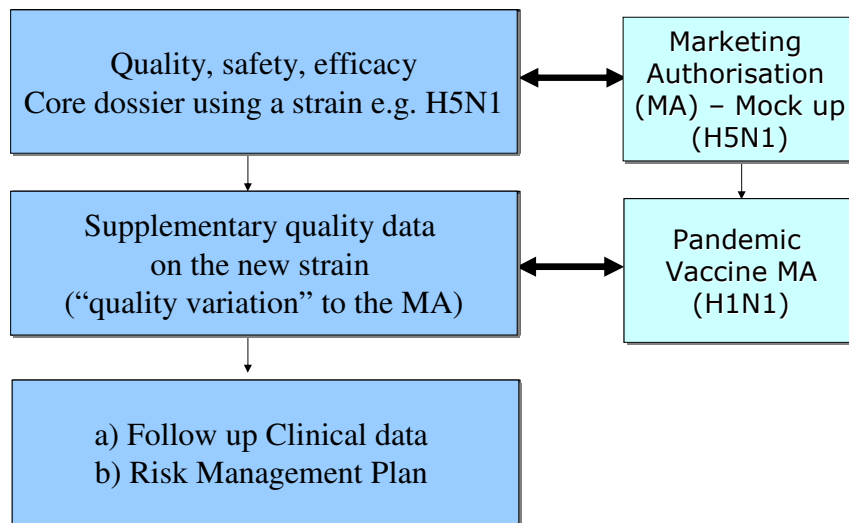 Quality, safety, efficacy
Core dossier using a strain e.g. H5N1
Marketing
Authorisation
(MA) – Mock up
(H5N1)
Supplementary quality data
on the new strain
(“quality variation” to the MA)
Pandemic
Vaccine MA
(H1N1)
a) Follow up Clinical data
b) Risk Management Plan